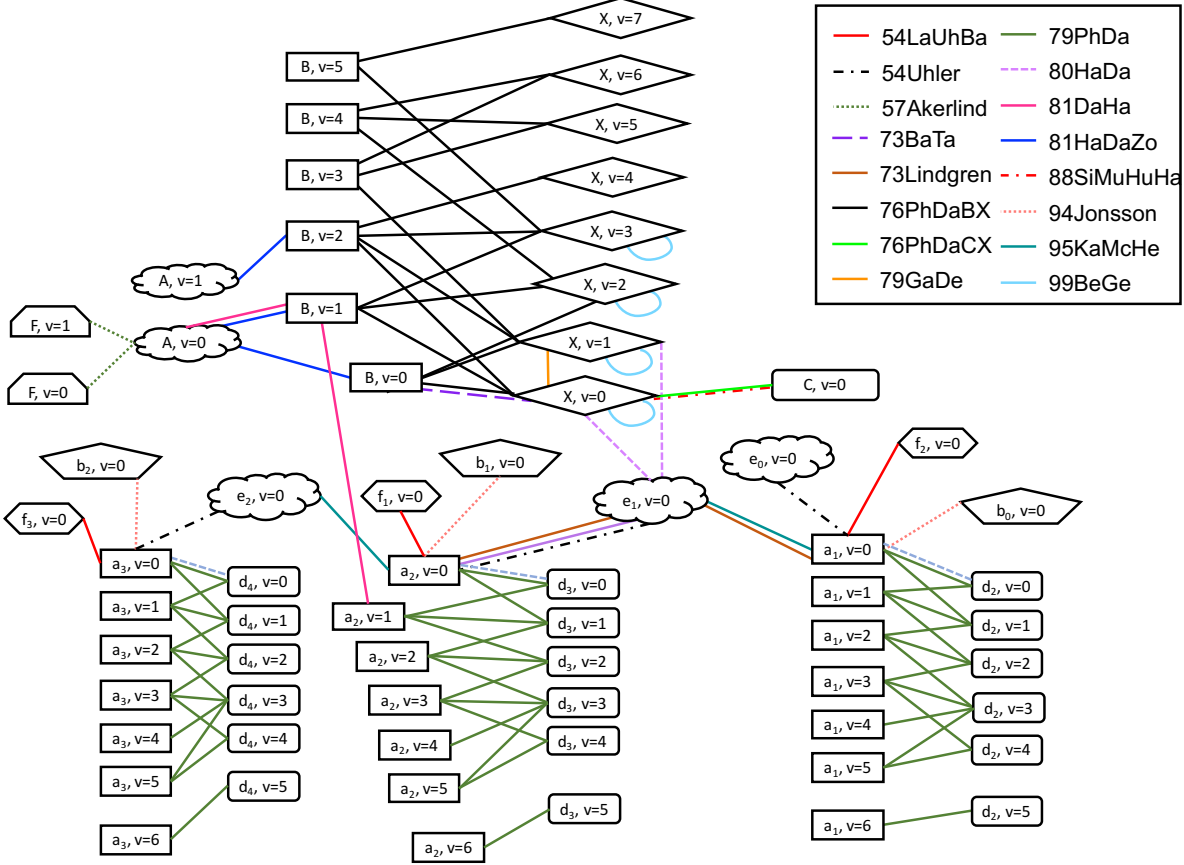 X, v=7
B, v=5
X, v=6
B, v=4
X, v=5
B, v=3
X, v=4
B, v=2
X, v=3
A, v=1
X, v=2
B, v=1
F, v=1
A, v=0
X, v=1
F, v=0
B, v=0
X, v=0
C, v=0
54LaUhBa
54Uhler
57Akerlind
73BaTa
73Lindgren
76PhDaBX
76PhDaCX
79GaDe
79PhDa
80HaDa
81DaHa
81HaDaZo
88SiMuHuHa
94Jonsson
95KaMcHe
99BeGe
b₂, v=0
e₂, v=0
f₃, v=0
a₃, v=0
a₃, v=1
a₃, v=2
a₃, v=3
a₃, v=4
a₃, v=5
a₃, v=6
d₄, v=0
d₄, v=1
d₄, v=2
d₄, v=3
d₄, v=4
d₄, v=5
b₁, v=0
f₁, v=0
e₁, v=0
a₂, v=0
a₂, v=1
a₂, v=2
a₂, v=3
a₂, v=4
a₂, v=5
a₂, v=6
d₃, v=0
d₃, v=1
d₃, v=2
d₃, v=3
d₃, v=4
d₃, v=5
e₀, v=0
f₂, v=0
b₀, v=0
a₁, v=0
a₁, v=1
a₁, v=2
a₁, v=3
a₁, v=4
a₁, v=5
a₁, v=6
d₂, v=0
d₂, v=1
d₂, v=2
d₂, v=3
d₂, v=4
d₂, v=5